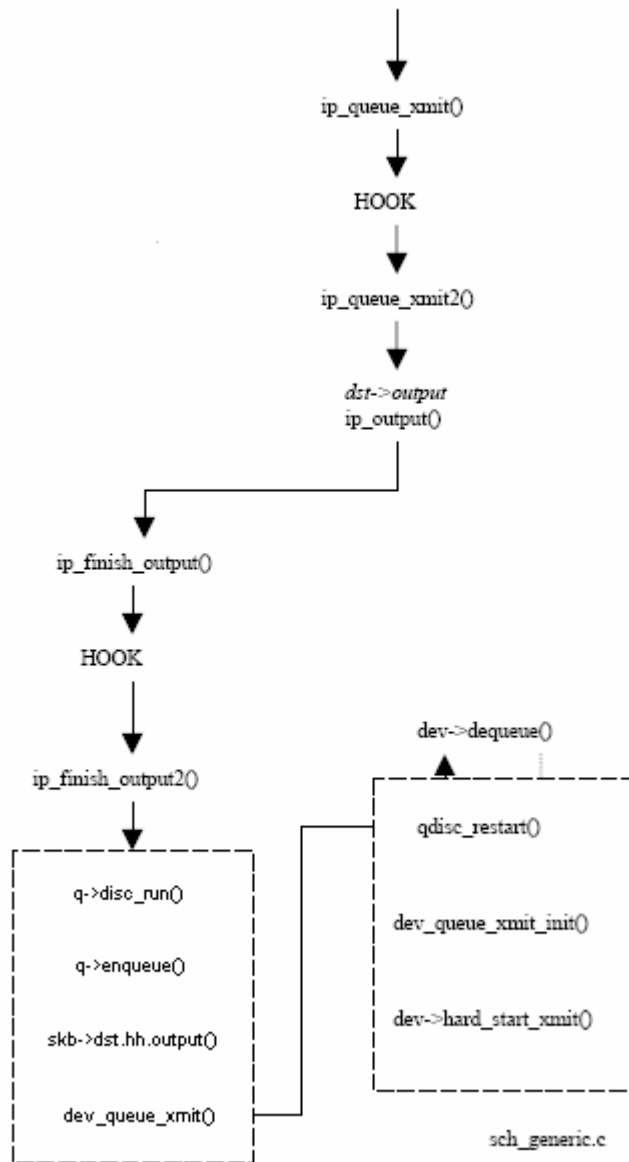 ip_queue_xmit()
HOOK
ip_queue_xmit2()
dst->output
ip_output()
ip_finish_output()
HOOK
ip_finish_output2()
q->disc_run()
q->enqueue()
skb->dst.hh.output()
dev_queue_xmit()
dev->dequeue()
qdisc_restart()
dev_queue_xmit_init()
dev->hard_start_xmit()
sch_generic.c